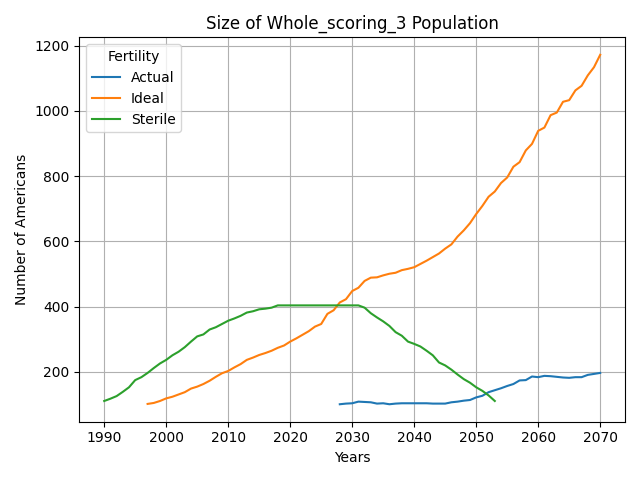 Size of Whole_scoring_3 Population
Number of Americans
1200
1000
800
600
400
200
Fertility
Actual
Ideal
Sterile
1990 2000 2010 2020 2030 2040 2050 2060 2070
Years